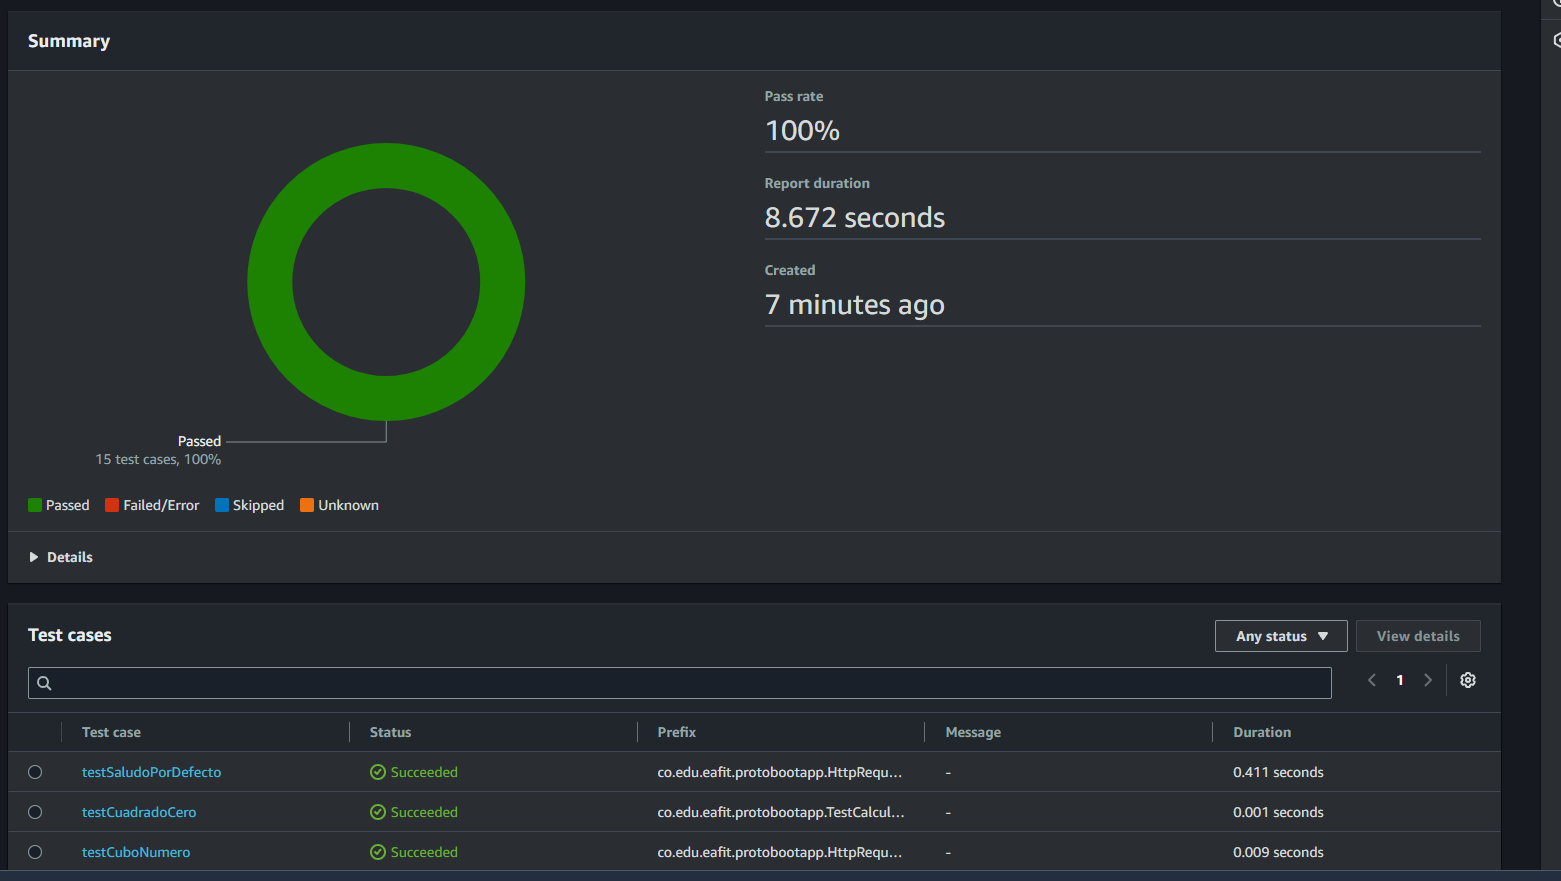 Summary
Pass rate
100%
Report duration
8.672 seconds
Created
7 minutes ago
Passed
15 test cases, 100%
Passed Failed/Error Skipped Unknown
Details
Test cases
Any status View details
1
Test case Status Prefix Message Duration
testSaludoPorDefecto Succeeded co.edu.eafit.protobootapp.HttpRequ... - 0.411 seconds
testCuadradoCero Succeeded co.edu.eafit.protobootapp.TestCalcul... - 0.001 seconds
testCuboNumero Succeeded co.edu.eafit.protobootapp.HttpRequ... - 0.009 seconds